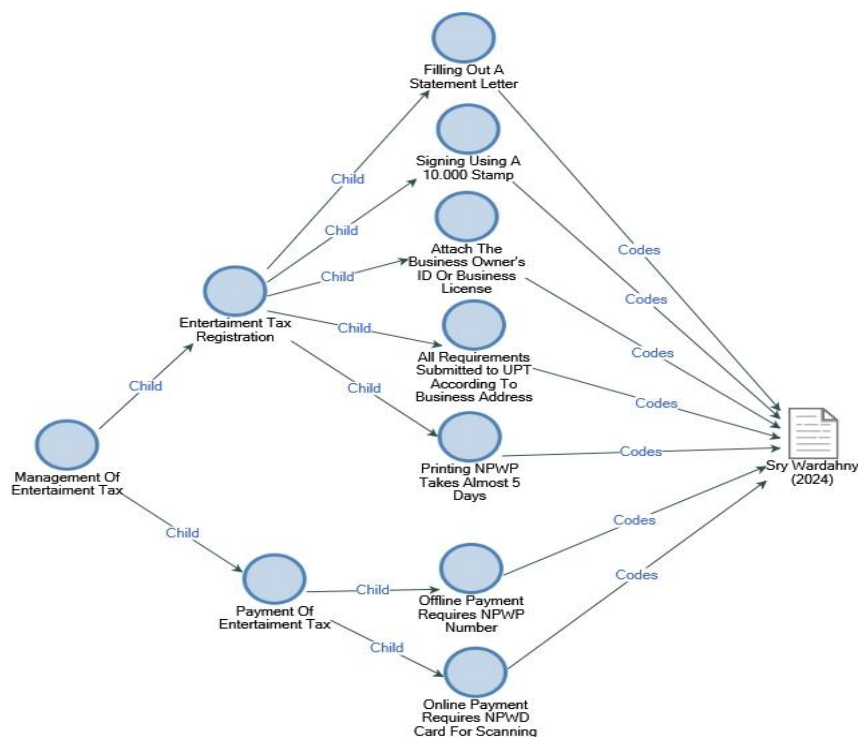 Filling Out A
Statement Letter
Codes
Child
Signing Using A
10.000 Stamp
Codes
Child
Attach The
Business Owner's
ID Or Business
License
Codes
Child
Entertaiment Tax
Registration
Child
All Requirements
Submitted to UPT
According To
Business Address
Codes
Child
Printing NPWP
Takes Almost 5
Days
Codes
Child
Management Of
Entertaiment Tax
Sry Wardahny
(2024)
Child
Payment Of
Entertaiment Tax
Child
Offline Payment
Requires NPWP
Number
Codes
Child
Online Payment
Requires NPWD
Card For Scanning
Codes